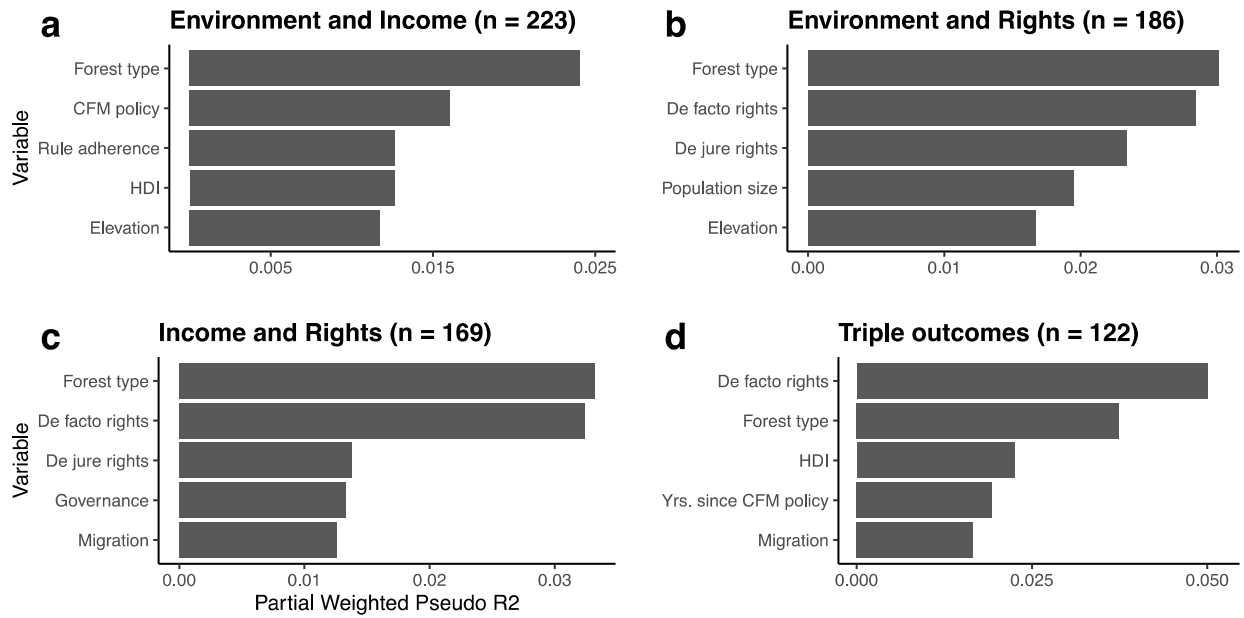 a
Environment and Income (n = 223)
Variable
Forest type
CFM policy
Rule adherence
HDI
Elevation
0.005 0.015 0.025
b
Environment and Rights (n = 186)
Forest type
De facto rights
De jure rights
Population size
Elevation
0.00 0.01 0.02 0.03
c
Income and Rights (n = 169)
Variable
Forest type
De facto rights
De jure rights
Governance
Migration
0.00 0.01 0.02 0.03
Partial Weighted Pseudo R2
d
Triple outcomes (n = 122)
De facto rights
Forest type
HDI
Yrs. since CFM policy
Migration
0.000 0.025 0.050